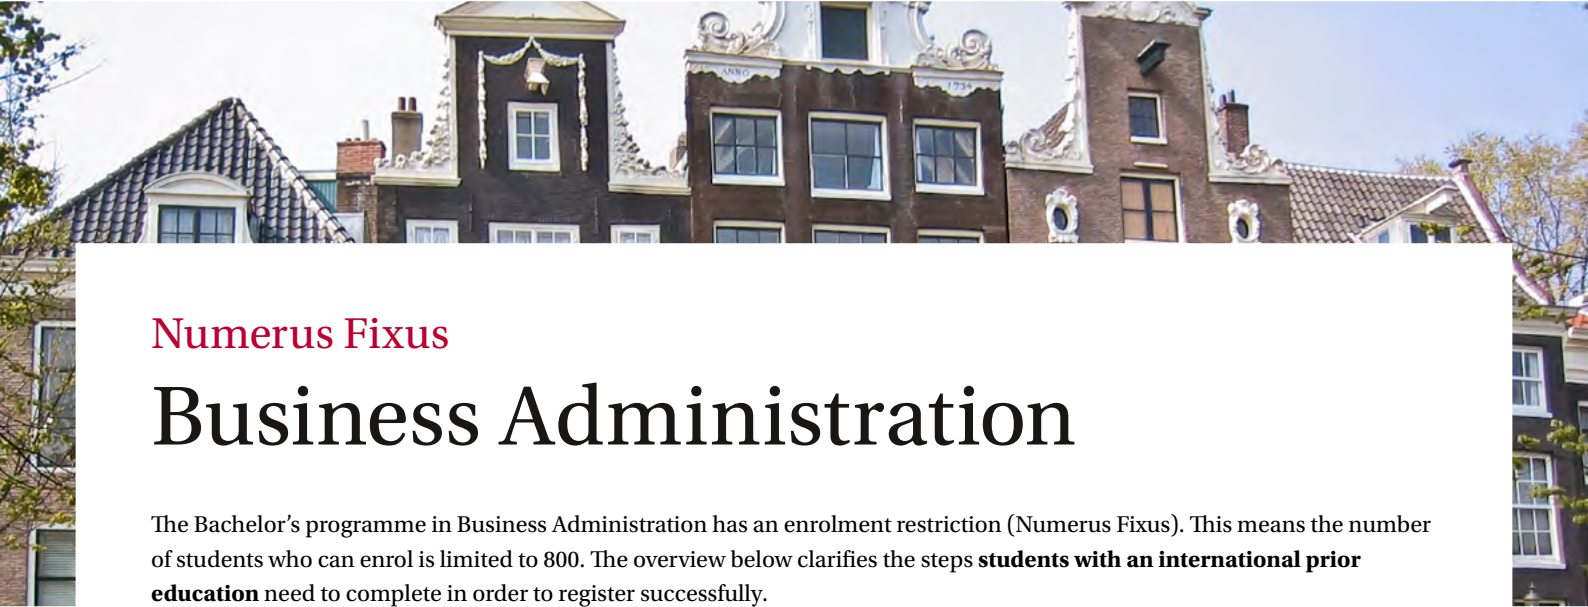 ANNO
1734
Numerus Fixus
Business Administration
The Bachelor's programme in Business Administration has an enrolment restriction (Numerus Fixus). This means the number
of students who can enrol is limited to 800. The overview below clarifies the steps students with an international prior
education need to complete in order to register successfully.